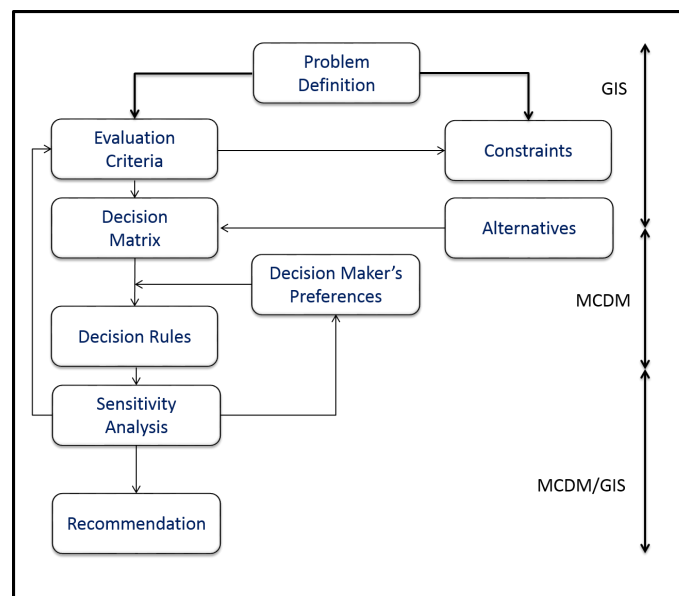 Problem
Definition
GIS
Evaluation
Criteria
Constraints
Decision
Matrix
Alternatives
Decision Maker's
Preferences
MCDM
Decision Rules
Sensitivity
Analysis
MCDM/GIS
Recommendation